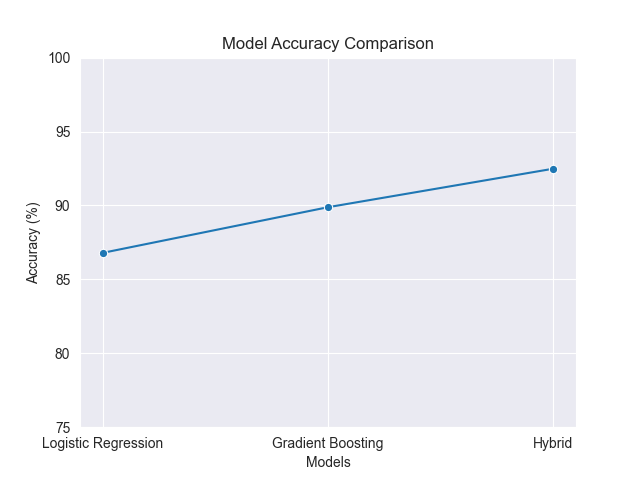 Model Accuracy Comparison
100
95
90
85
80
75
Accuracy (%)
Logistic Regression Gradient Boosting Hybrid
Models